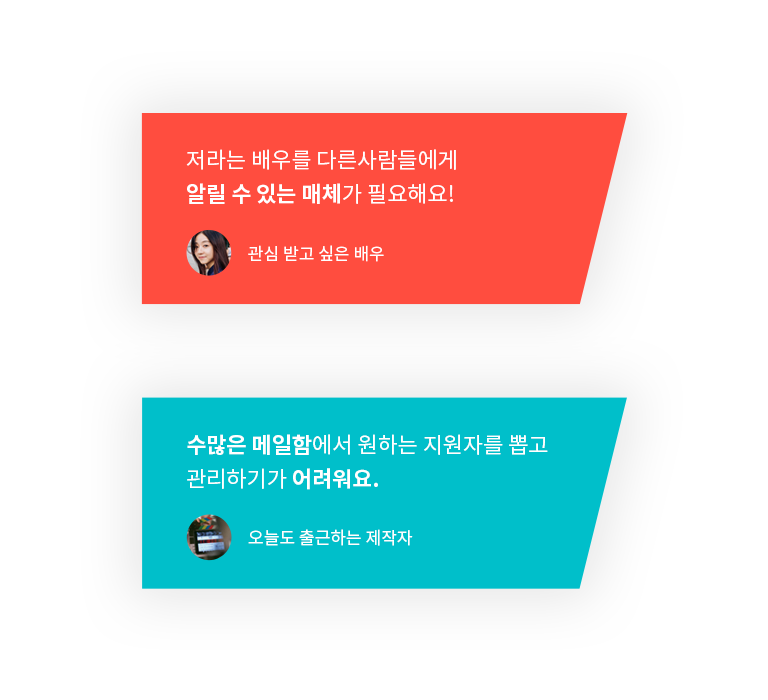 저라는 배우를 다른사람들에게
알릴 수 있는 매체가 필요해요!
관심 받고 싶은 배우
수많은 메일함에서 원하는 지원자를 뽑고
관리하기가 어려워요.
오늘도 출근하는 제작자